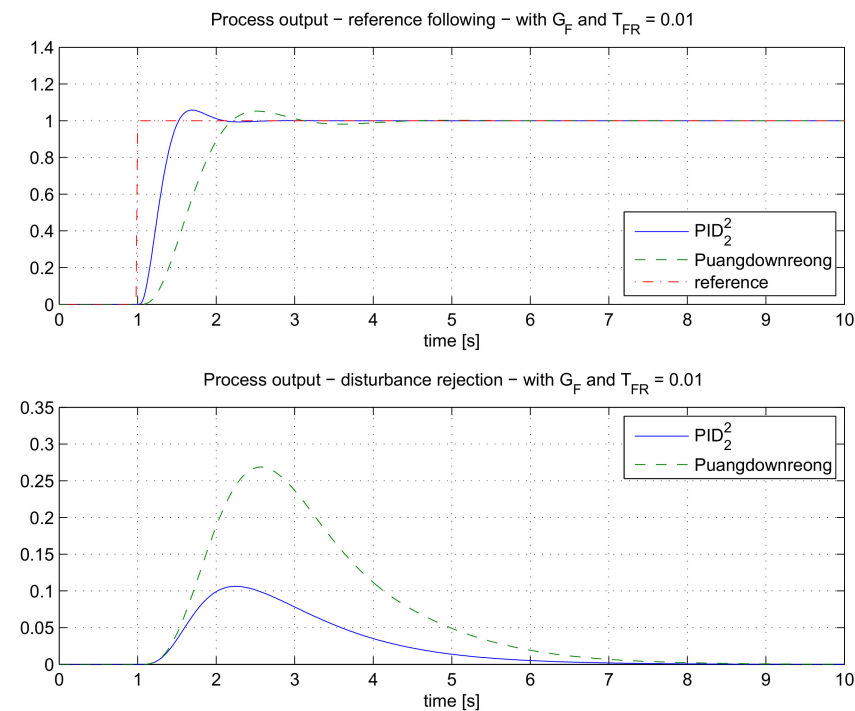 Process output − reference following − with G_F and T_FR = 0.01
1.4
1.2
1
0.8
0.6
0.4
0.2
0
PID₂²
Puangdownreong
reference
0 1 2 3 4 5 6 7 8 9 10
time [s]
Process output − disturbance rejection − with G_F and T_FR = 0.01
0.35
0.3
0.25
0.2
0.15
0.1
0.05
0
PID₂²
Puangdownreong
0 1 2 3 4 5 6 7 8 9 10
time [s]